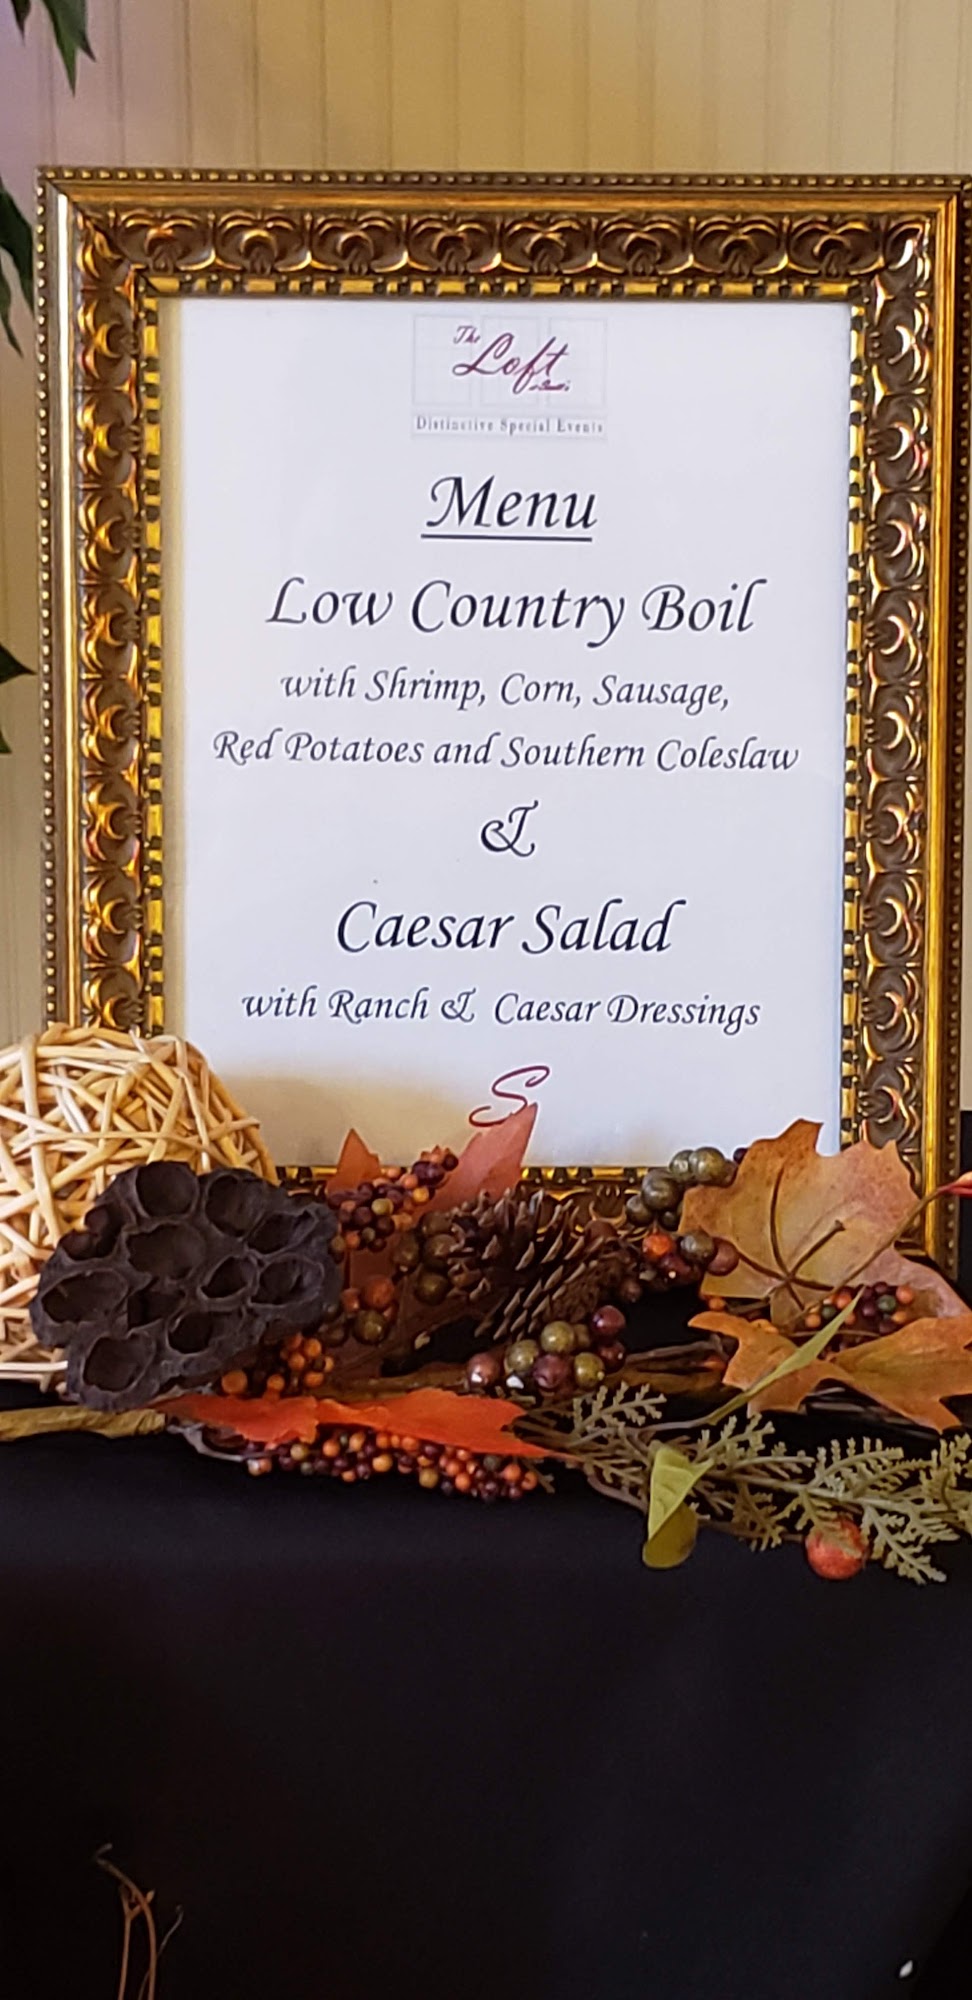 The
Loft
Distinctive Special Events
Menu
Low Country Boil
with Shrimp, Corn, Sausage,
Red Potatoes and Southern Coleslaw
&
Caesar Salad
with Ranch & Caesar Dressings
S